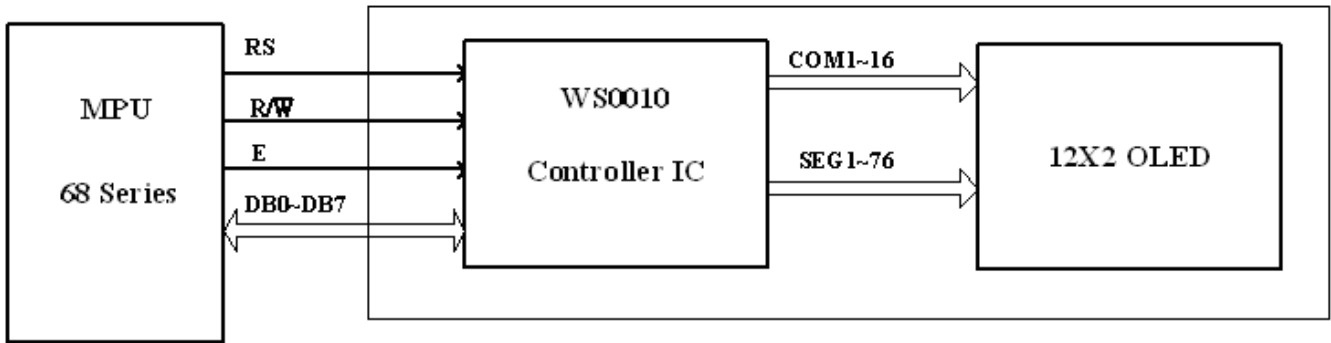 MPU
68 Series
RS
R/W̅
E
DB0~DB7
WS0010
Controller IC
COM1~16
SEG1~76
12X2 OLED